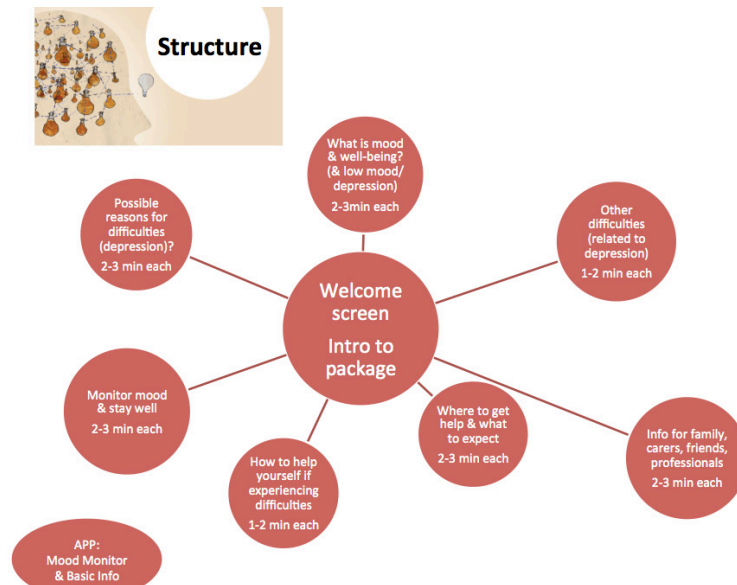 Structure
What is mood
& well-being?
(& low mood/
depression)
2-3min each
Possible
reasons for
difficulties
(depression)?
2-3 min each
Other
difficulties
(related to
depression)
1-2 min each
Welcome
screen
Intro to
package
Monitor mood
& stay well
2-3 min each
Where to get
help & what
to expect
2-3 min each
Info for family,
carers, friends,
professionals
2-3 min each
How to help
yourself if
experiencing
difficulties
1-2 min each
APP:
Mood Monitor
& Basic Info